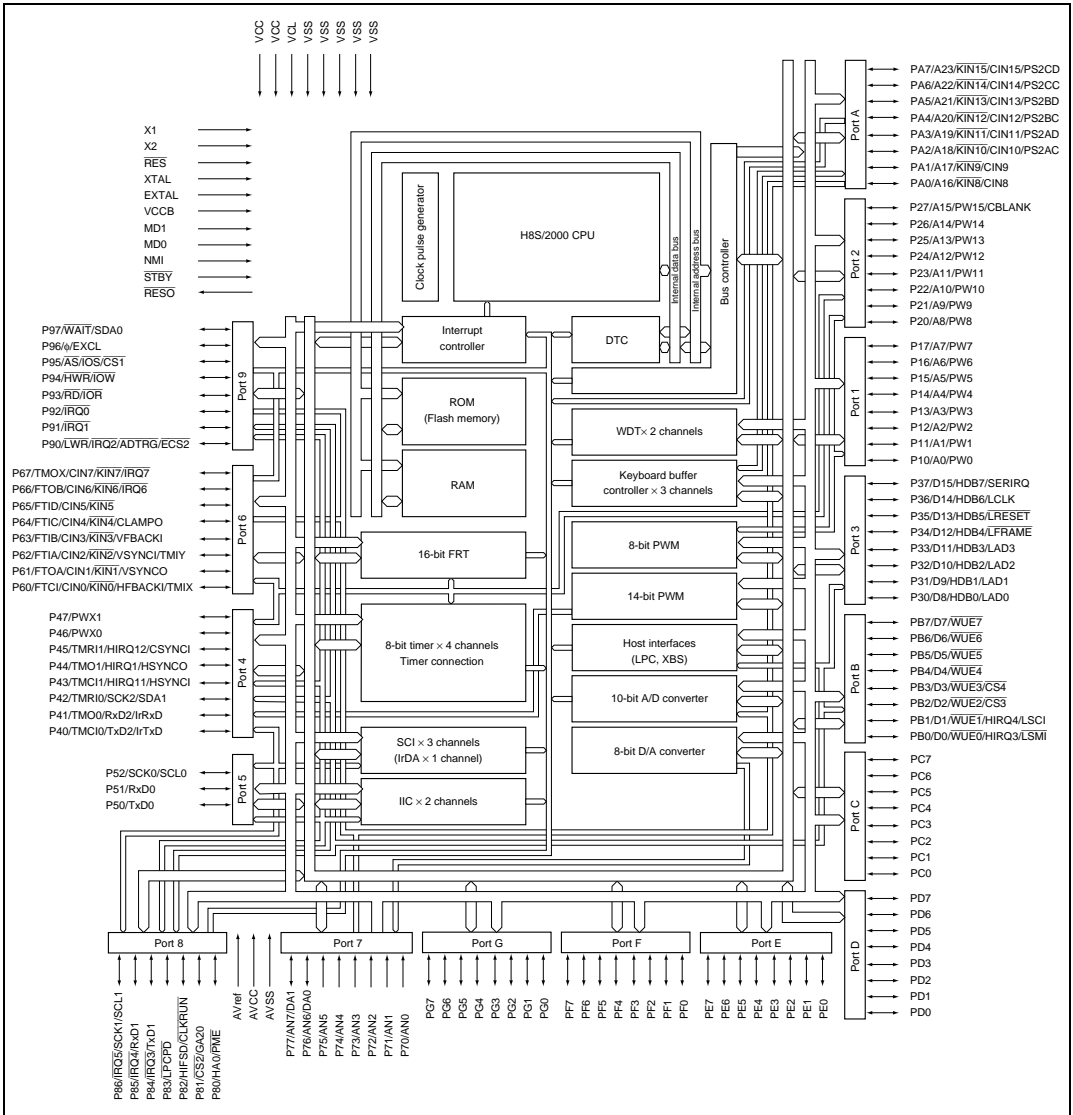 VCC
VCC
VCL
VSS
VSS
VSS
VSS
VSS
X1
X2
RES
XTAL
EXTAL
VCCB
MD1
MD0
NMI
STBY
RESO
Clock pulse generator
H8S/2000 CPU
Internal data bus
Internal address bus
Bus controller
Interrupt
controller
DTC
ROM
(Flash memory)
RAM
WDT× 2 channels
Keyboard buffer
controller × 3 channels
16-bit FRT
8-bit PWM
14-bit PWM
8-bit timer × 4 channels
Timer connection
Host interfaces
(LPC, XBS)
10-bit A/D converter
SCI × 3 channels
(IrDA × 1 channel)
8-bit D/A converter
IIC × 2 channels
P97/WAIT/SDA0
P96/φ/EXCL
P95/AS/IOS/CS1
P94/HWR/IOW
P93/RD/IOR
P92/IRQ0
P91/IRQ1
P90/LWR/IRQ2/ADTRG/ECS2
Port 9
P67/TMOX/CIN7/KIN7/IRQ7
P66/FTOB/CIN6/KIN6/IRQ6
P65/FTID/CIN5/KIN5
P64/FTIC/CIN4/KIN4/CLAMPO
P63/FTIB/CIN3/KIN3/VFBACKI
P62/FTIA/CIN2/KIN2/VSYNCI/TMIY
P61/FTOA/CIN1/KIN1/VSYNCO
P60/FTCI/CIN0/KIN0/HFBACKI/TMIX
Port 6
P47/PWX1
P46/PWX0
P45/TMRI1/HIRQ12/CSYNCI
P44/TMO1/HIRQ1/HSYNCO
P43/TMCI1/HIRQ11/HSYNCI
P42/TMRI0/SCK2/SDA1
P41/TMO0/RxD2/IrRxD
P40/TMCI0/TxD2/IrTxD
Port 4
P52/SCK0/SCL0
P51/RxD0
P50/TxD0
Port 5
Port A
PA7/A23/KIN15/CIN15/PS2CD
PA6/A22/KIN14/CIN14/PS2CC
PA5/A21/KIN13/CIN13/PS2BD
PA4/A20/KIN12/CIN12/PS2BC
PA3/A19/KIN11/CIN11/PS2AD
PA2/A18/KIN10/CIN10/PS2AC
PA1/A17/KIN9/CIN9
PA0/A16/KIN8/CIN8
Port 2
P27/A15/PW15/CBLANK
P26/A14/PW14
P25/A13/PW13
P24/A12/PW12
P23/A11/PW11
P22/A10/PW10
P21/A9/PW9
P20/A8/PW8
Port 1
P17/A7/PW7
P16/A6/PW6
P15/A5/PW5
P14/A4/PW4
P13/A3/PW3
P12/A2/PW2
P11/A1/PW1
P10/A0/PW0
Port 3
P37/D15/HDB7/SERIRQ
P36/D14/HDB6/LCLK
P35/D13/HDB5/LRESET
P34/D12/HDB4/LFRAME
P33/D11/HDB3/LAD3
P32/D10/HDB2/LAD2
P31/D9/HDB1/LAD1
P30/D8/HDB0/LAD0
Port B
PB7/D7/WUE7
PB6/D6/WUE6
PB5/D5/WUE5
PB4/D4/WUE4
PB3/D3/WUE3/CS4
PB2/D2/WUE2/CS3
PB1/D1/WUE1/HIRQ4/LSCI
PB0/D0/WUE0/HIRQ3/LSMI
Port C
PC7
PC6
PC5
PC4
PC3
PC2
PC1
PC0
Port D
PD7
PD6
PD5
PD4
PD3
PD2
PD1
PD0
Port 8
Port 7
Port G
Port F
Port E
P86/IRQ5/SCK1/SCL1
P85/IRQ4/RxD1
P84/IRQ3/TxD1
P83/LPCPD
P82/HIFSD/CLKRUN
P81/CS2/GA20
P80/HA0/PME
AVref
AVCC
AVSS
P77/AN7/DA1
P76/AN6/DA0
P75/AN5
P74/AN4
P73/AN3
P72/AN2
P71/AN1
P70/AN0
PG7
PG6
PG5
PG4
PG3
PG2
PG1
PG0
PF7
PF6
PF5
PF4
PF3
PF2
PF1
PF0
PE7
PE6
PE5
PE4
PE3
PE2
PE1
PE0